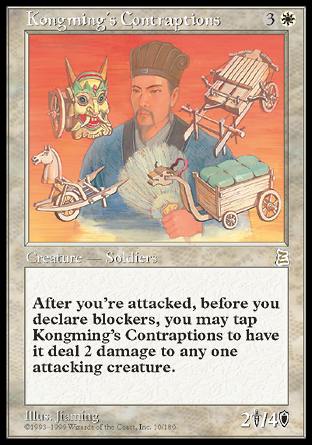 Kongming's Contraptions 3
Creature — Soldiers
After you're attacked, before you
declare blockers, you may tap
Kongming's Contraptions to have
it deal 2 damage to any one
attacking creature.
Illus. Jiaming
©1993-1999 Wizards of the Coast, Inc. 10/180
2/4